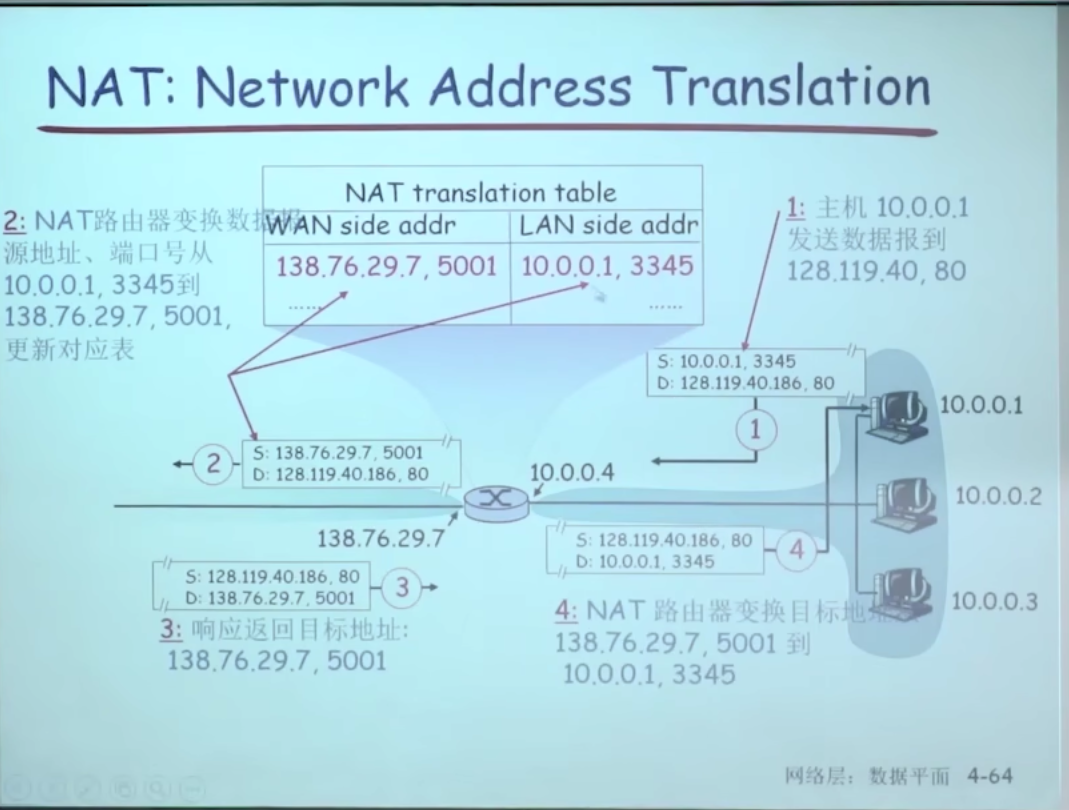 NAT: Network Address Translation
NAT translation table
WAN side addr
LAN side addr
138.76.29.7, 5001
10.0.0.1, 3345
......
......
2: NAT路由器变换数据报
源地址、端口号从
10.0.0.1, 3345到
138.76.29.7, 5001,
更新对应表
1: 主机 10.0.0.1
发送数据报到
128.119.40, 80
S: 10.0.0.1, 3345
D: 128.119.40.186, 80
1
10.0.0.1
2
S: 138.76.29.7, 5001
D: 128.119.40.186, 80
10.0.0.4
10.0.0.2
138.76.29.7
S: 128.119.40.186, 80
D: 10.0.0.1, 3345
4
S: 128.119.40.186, 80
D: 138.76.29.7, 5001
3
10.0.0.3
3: 响应返回目标地址:
138.76.29.7, 5001
4: NAT 路由器变换目标地
138.76.29.7, 5001 到
10.0.0.1, 3345
网络层：数据平面 4-64